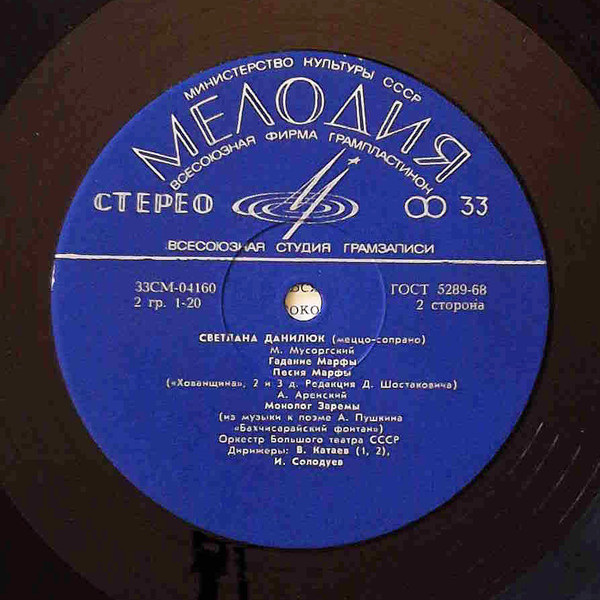 МИНИСТЕРСТВО КУЛЬТУРЫ СССР
МЕЛОДИЯ
ВСЕСОЮЗНАЯ ФИРМА ГРАМПЛАСТИНОК
СТЕРЕО 33
ВСЕСОЮЗНАЯ СТУДИЯ ГРАМЗАПИСИ
33СМ-04160 ГОСТ 5289-68
2 гр. 1-20 2 сторона
СВЕТЛАНА ДАНИЛЮК (меццо-сопрано)
М. Мусоргский
Гадание Марфы
Песня Марфы
(«Хованщина», 2 и 3 д. Редакция Д. Шостаковича)
А. Аренский
Монолог Заремы
(из музыки к поэме А. Пушкина
«Бахчисарайский фонтан»)
Оркестр Большого театра СССР
Дирижеры: В. Катаев (1, 2),
И. Солодуев